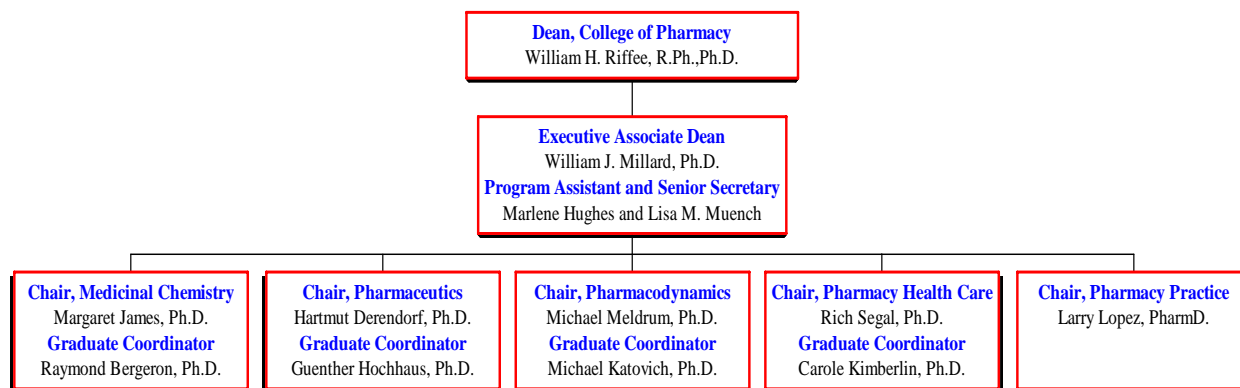 Dean, College of Pharmacy
William H. Riffee, R.Ph.,Ph.D.
Executive Associate Dean
William J. Millard, Ph.D.
Program Assistant and Senior Secretary
Marlene Hughes and Lisa M. Muench
Chair, Medicinal Chemistry
Margaret James, Ph.D.
Graduate Coordinator
Raymond Bergeron, Ph.D.
Chair, Pharmaceutics
Hartmut Derendorf, Ph.D.
Graduate Coordinator
Guenther Hochhaus, Ph.D.
Chair, Pharmacodynamics
Michael Meldrum, Ph.D.
Graduate Coordinator
Michael Katovich, Ph.D.
Chair, Pharmacy Health Care
Rich Segal, Ph.D.
Graduate Coordinator
Carole Kimberlin, Ph.D.
Chair, Pharmacy Practice
Larry Lopez, PharmD.